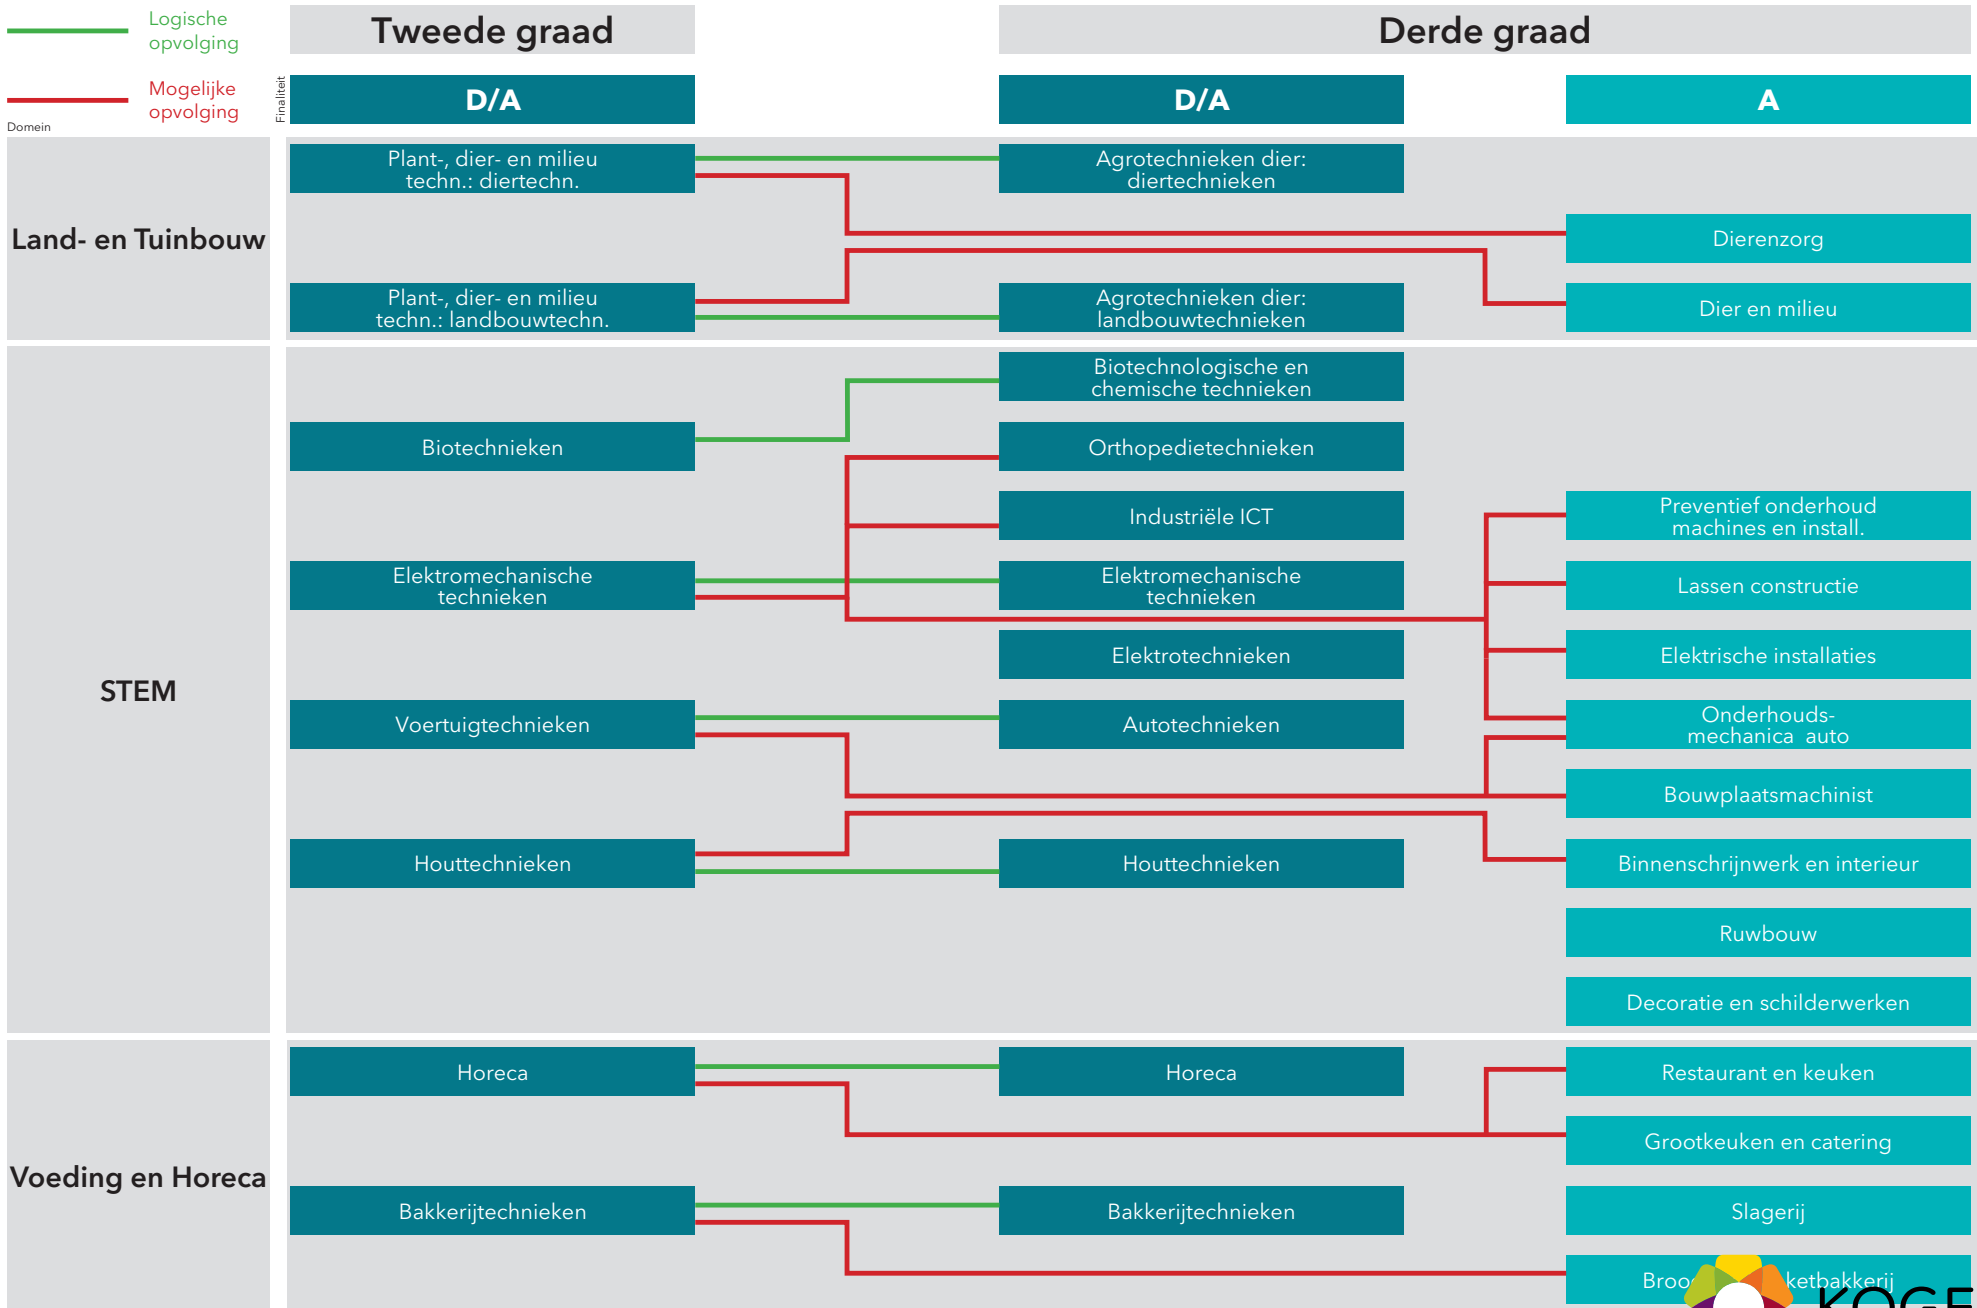 Logische
opvolging
Mogelijke
opvolging
Domein
Finaliteit
Tweede graad
Derde graad
D/A
D/A
A
Land- en Tuinbouw
Plant-, dier- en milieu
techn.: diertechn.
Agrotechnieken dier:
diertechnieken
Dierenzorg
Plant-, dier- en milieu
techn.: landbouwtechn.
Agrotechnieken dier:
landbouwtechnieken
Dier en milieu
STEM
Biotechnologische en
chemische technieken
Biotechnieken
Orthopedietechnieken
Industriële ICT
Preventief onderhoud
machines en install.
Elektromechanische
technieken
Elektromechanische
technieken
Lassen constructie
Elektrotechnieken
Elektrische installaties
Voertuigtechnieken
Autotechnieken
Onderhouds-
mechanica auto
Bouwplaatsmachinist
Houttechnieken
Houttechnieken
Binnenschrijnwerk en interieur
Ruwbouw
Decoratie en schilderwerken
Voeding en Horeca
Horeca
Horeca
Restaurant en keuken
Grootkeuken en catering
Bakkerijtechnieken
Bakkerijtechnieken
Slagerij